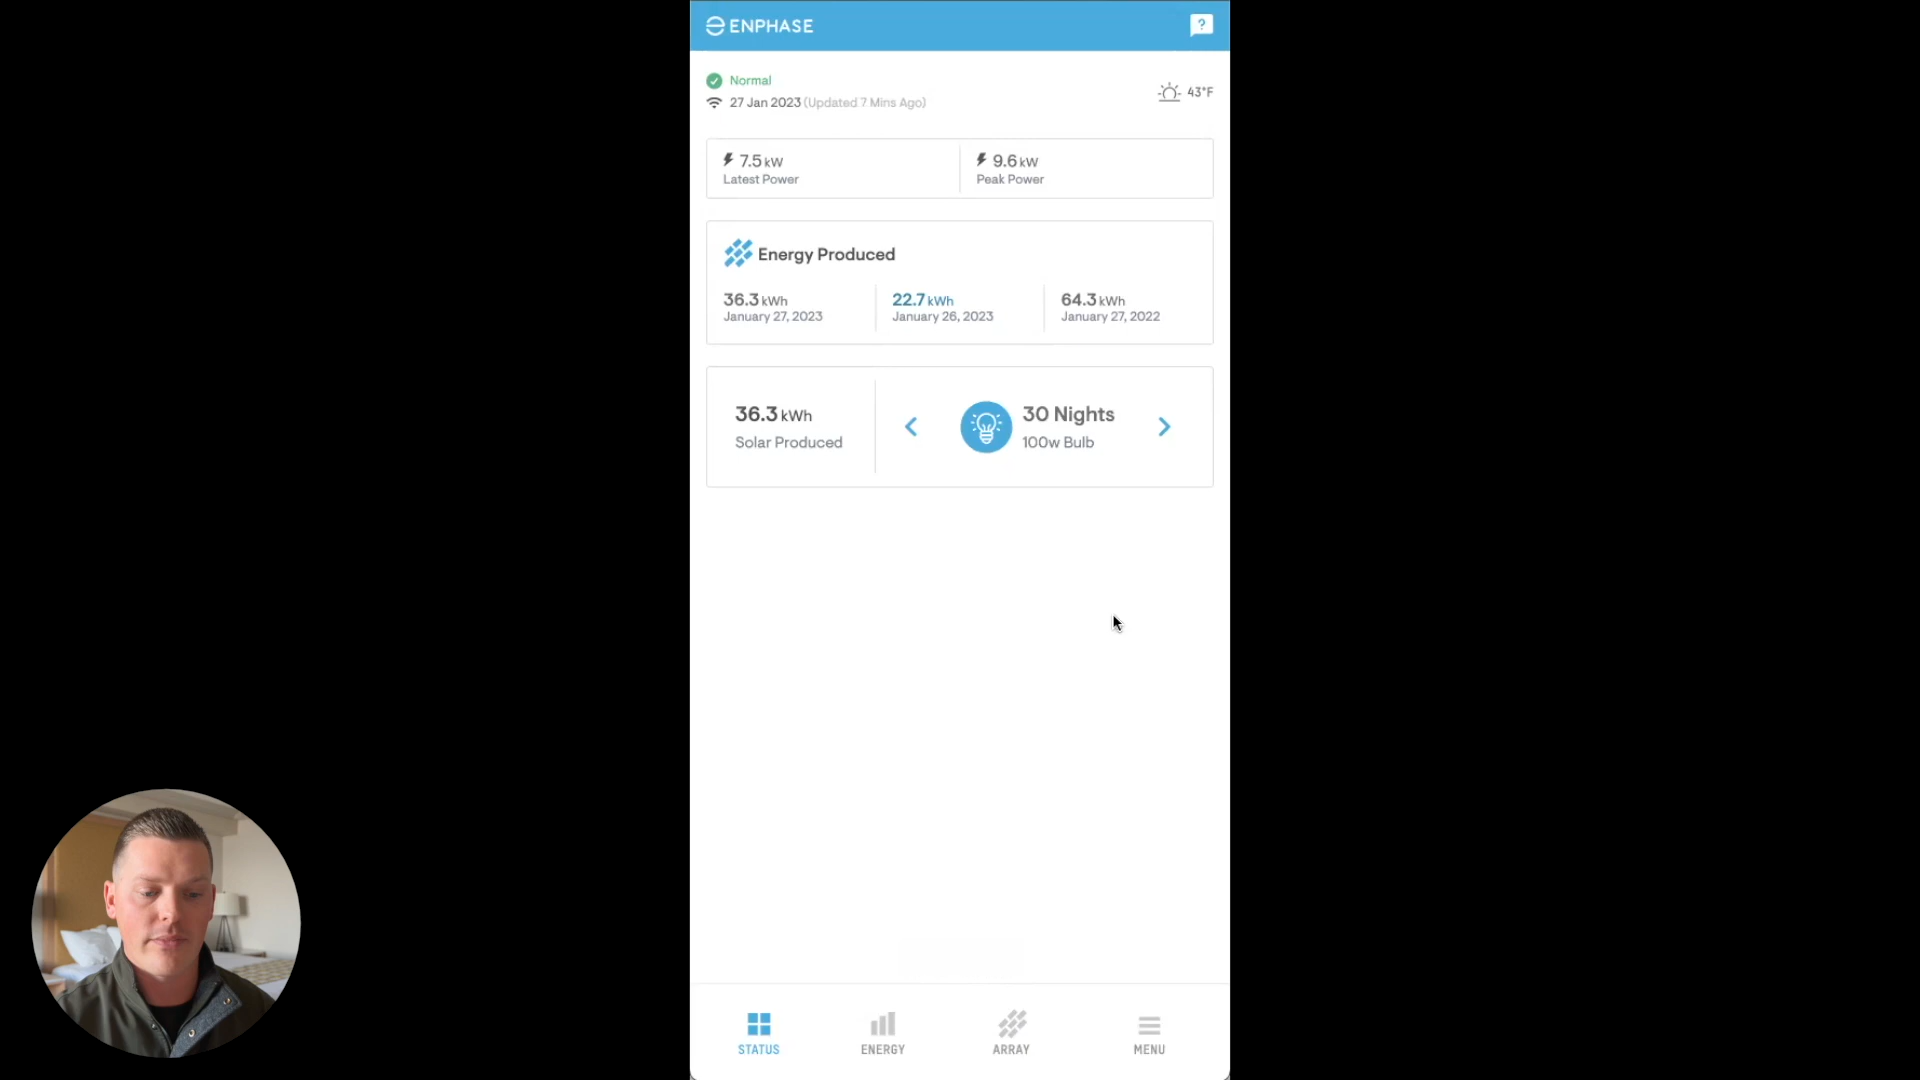 ENPHASE
?
Normal
27 Jan 2023 (Updated 7 Mins Ago)
43°F
7.5 kW
Latest Power
9.6 kW
Peak Power
Energy Produced
36.3 kWh
January 27, 2023
22.7 kWh
January 26, 2023
64.3 kWh
January 27, 2022
36.3 kWh
Solar Produced
30 Nights
100w Bulb
STATUS
ENERGY
ARRAY
MENU